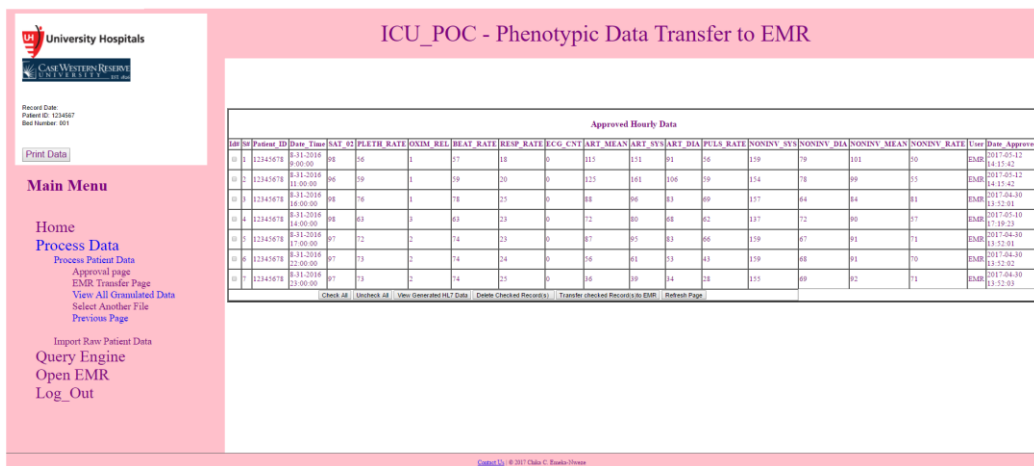 UH University Hospitals
CASE WESTERN RESERVE
UNIVERSITY EST. 1826
ICU_POC - Phenotypic Data Transfer to EMR
Record Date:
Patient ID: 1234567
Bed Number: 001
Print Data
Main Menu
Home
Process Data
Process Patient Data
Approval page
EMR Transfer Page
View All Granulated Data
Select Another File
Previous Page
Import Raw Patient Data
Query Engine
Open EMR
Log_Out
Approved Hourly Data
Id# S# Patient_ID Date_Time SAT_02 PLETH_RATE OXIM_REL BEAT_RATE RESP_RATE ECG_CNT ART_MEAN ART_SYS ART_DIA PULS_RATE NONINV_SYS NONINV_DIA NONINV_MEAN NONINV_RATE User Date_Approve
1 12345678 8-31-2016 9:00:00 98 56 1 57 18 0 115 151 91 56 159 79 101 50 EMR 2017-05-12 14:15:42
2 12345678 8-31-2016 11:00:00 96 59 1 59 20 0 125 161 106 59 154 78 99 55 EMR 2017-05-12 14:15:42
3 12345678 8-31-2016 16:00:00 98 76 1 78 25 0 88 96 83 69 157 64 84 81 EMR 2017-04-30 13:52:01
4 12345678 8-31-2016 14:00:00 98 63 3 63 23 0 72 80 68 62 137 72 90 57 EMR 2017-05-10 17:19:23
5 12345678 8-31-2016 17:00:00 97 72 2 74 23 0 87 95 83 66 159 67 91 71 EMR 2017-04-30 13:52:01
6 12345678 8-31-2016 22:00:00 97 73 2 74 24 0 56 61 53 43 159 68 91 70 EMR 2017-04-30 13:52:02
7 12345678 8-31-2016 23:00:00 97 73 2 74 25 0 36 39 34 28 155 69 92 71 EMR 2017-04-30 13:52:03
Check All Uncheck All View Generated HL7 Data Delete Checked Record(s) Transfer checked Record(s) to EMR Refresh Page
Contact Us / © 2017 Chika C. Emeka-Nweze